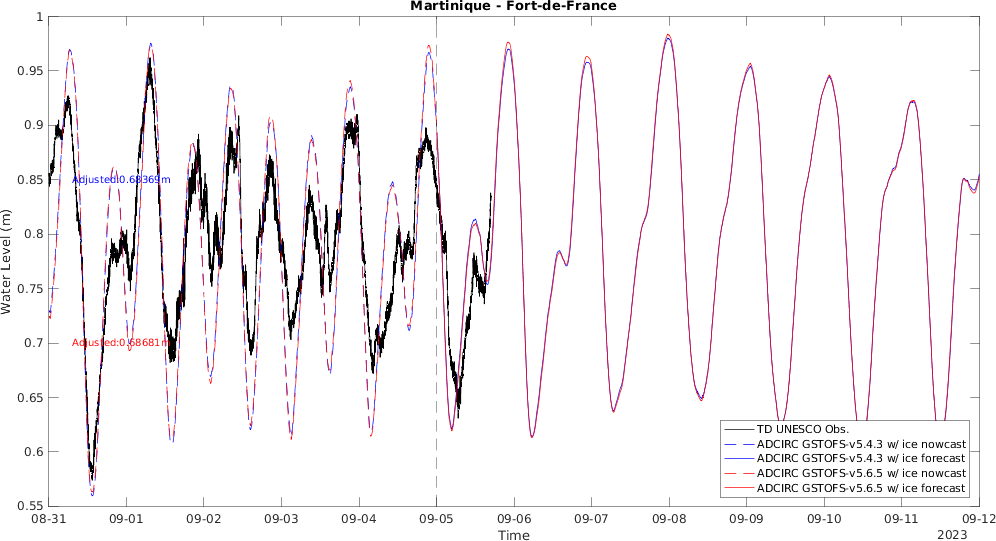 Martinique - Fort-de-France
1
0.95
0.9
0.85
0.8
0.75
0.7
0.65
0.6
0.55
Water Level (m)
Adjusted:0.68369m
Adjusted:0.68681m
TD UNESCO Obs.
ADCIRC GSTOFS-v5.4.3 w/ ice nowcast
ADCIRC GSTOFS-v5.4.3 w/ ice forecast
ADCIRC GSTOFS-v5.6.5 w/ ice nowcast
ADCIRC GSTOFS-v5.6.5 w/ ice forecast
08-31 09-01 09-02 09-03 09-04 09-05 09-06 09-07 09-08 09-09 09-10 09-11 09-12
Time
2023